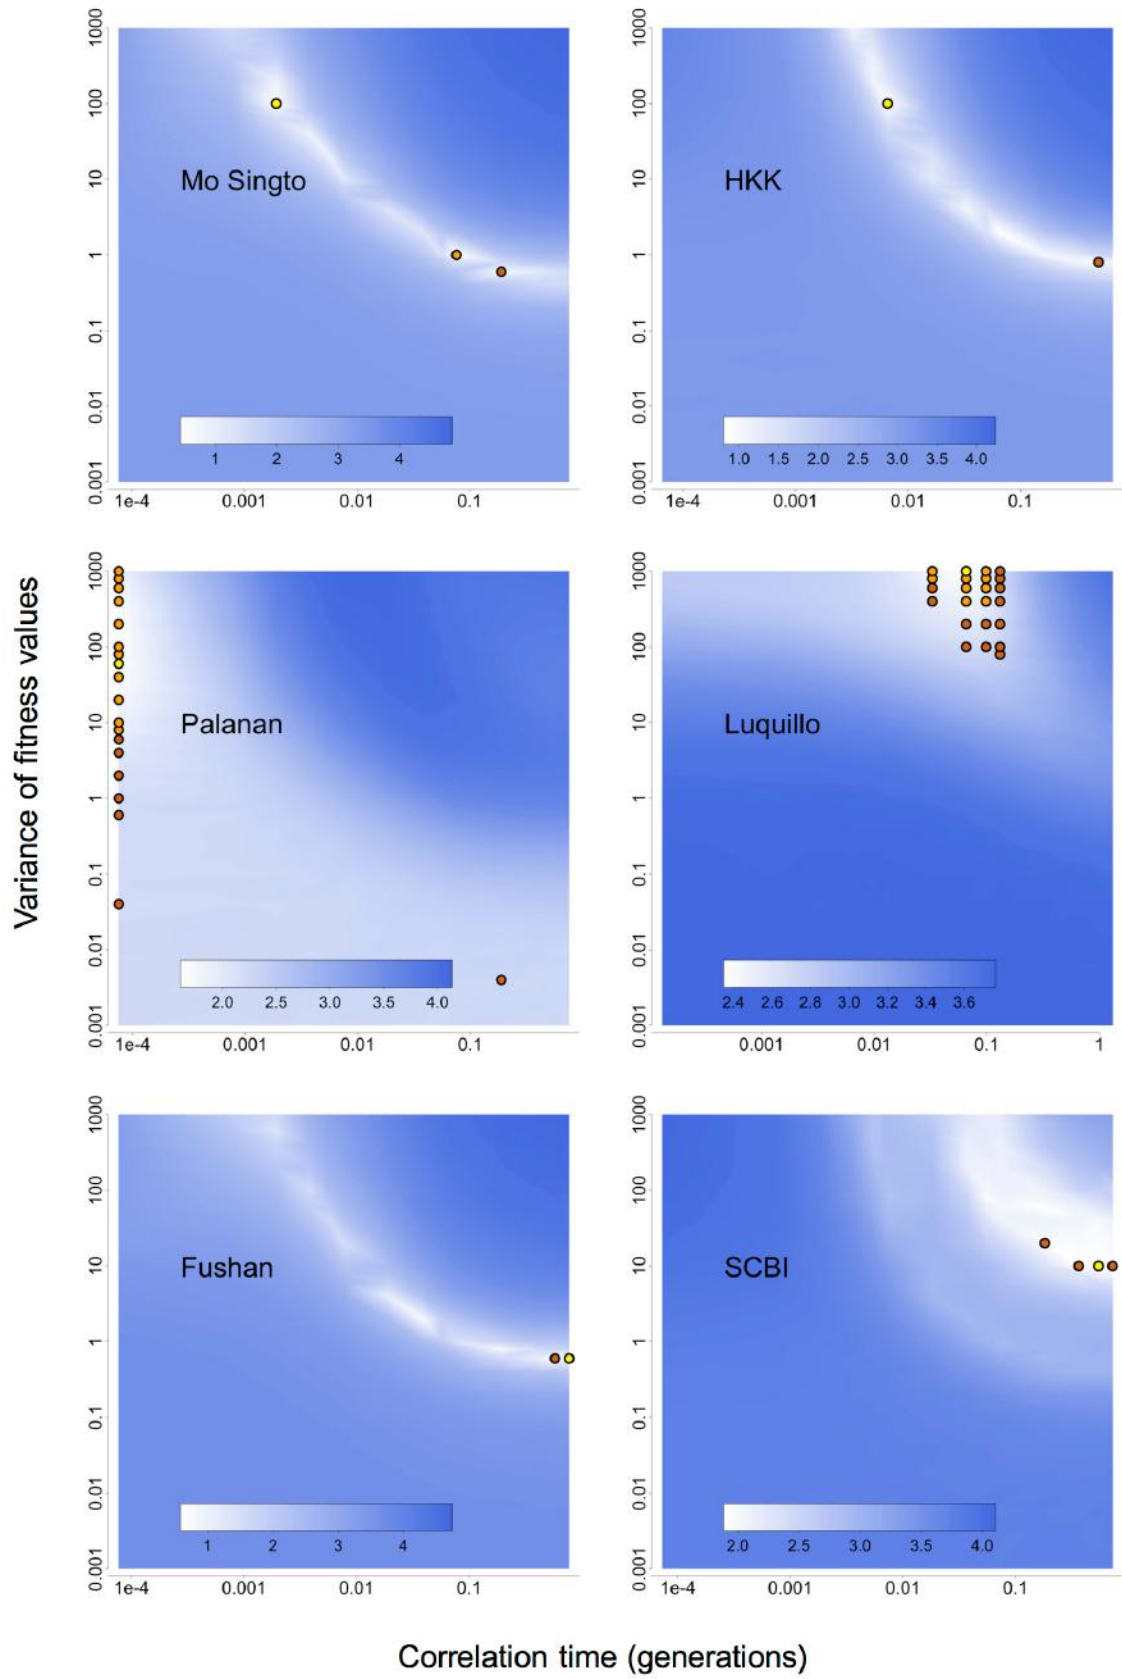 Variance of fitness values
1000
100
10
1
0.1
0.01
0.001
Mo Singto
1 2 3 4
1e-4 0.001 0.01 0.1
1000
100
10
1
0.1
0.01
0.001
HKK
1.0 1.5 2.0 2.5 3.0 3.5 4.0
1e-4 0.001 0.01 0.1
1000
100
10
1
0.1
0.01
0.001
Palanan
2.0 2.5 3.0 3.5 4.0
1e-4 0.001 0.01 0.1
1000
100
10
1
0.1
0.01
0.001
Luquillo
2.4 2.6 2.8 3.0 3.2 3.4 3.6
0.001 0.01 0.1 1
1000
100
10
1
0.1
0.01
0.001
Fushan
1 2 3 4
1e-4 0.001 0.01 0.1
1000
100
10
1
0.1
0.01
0.001
SCBI
2.0 2.5 3.0 3.5 4.0
1e-4 0.001 0.01 0.1
Correlation time (generations)